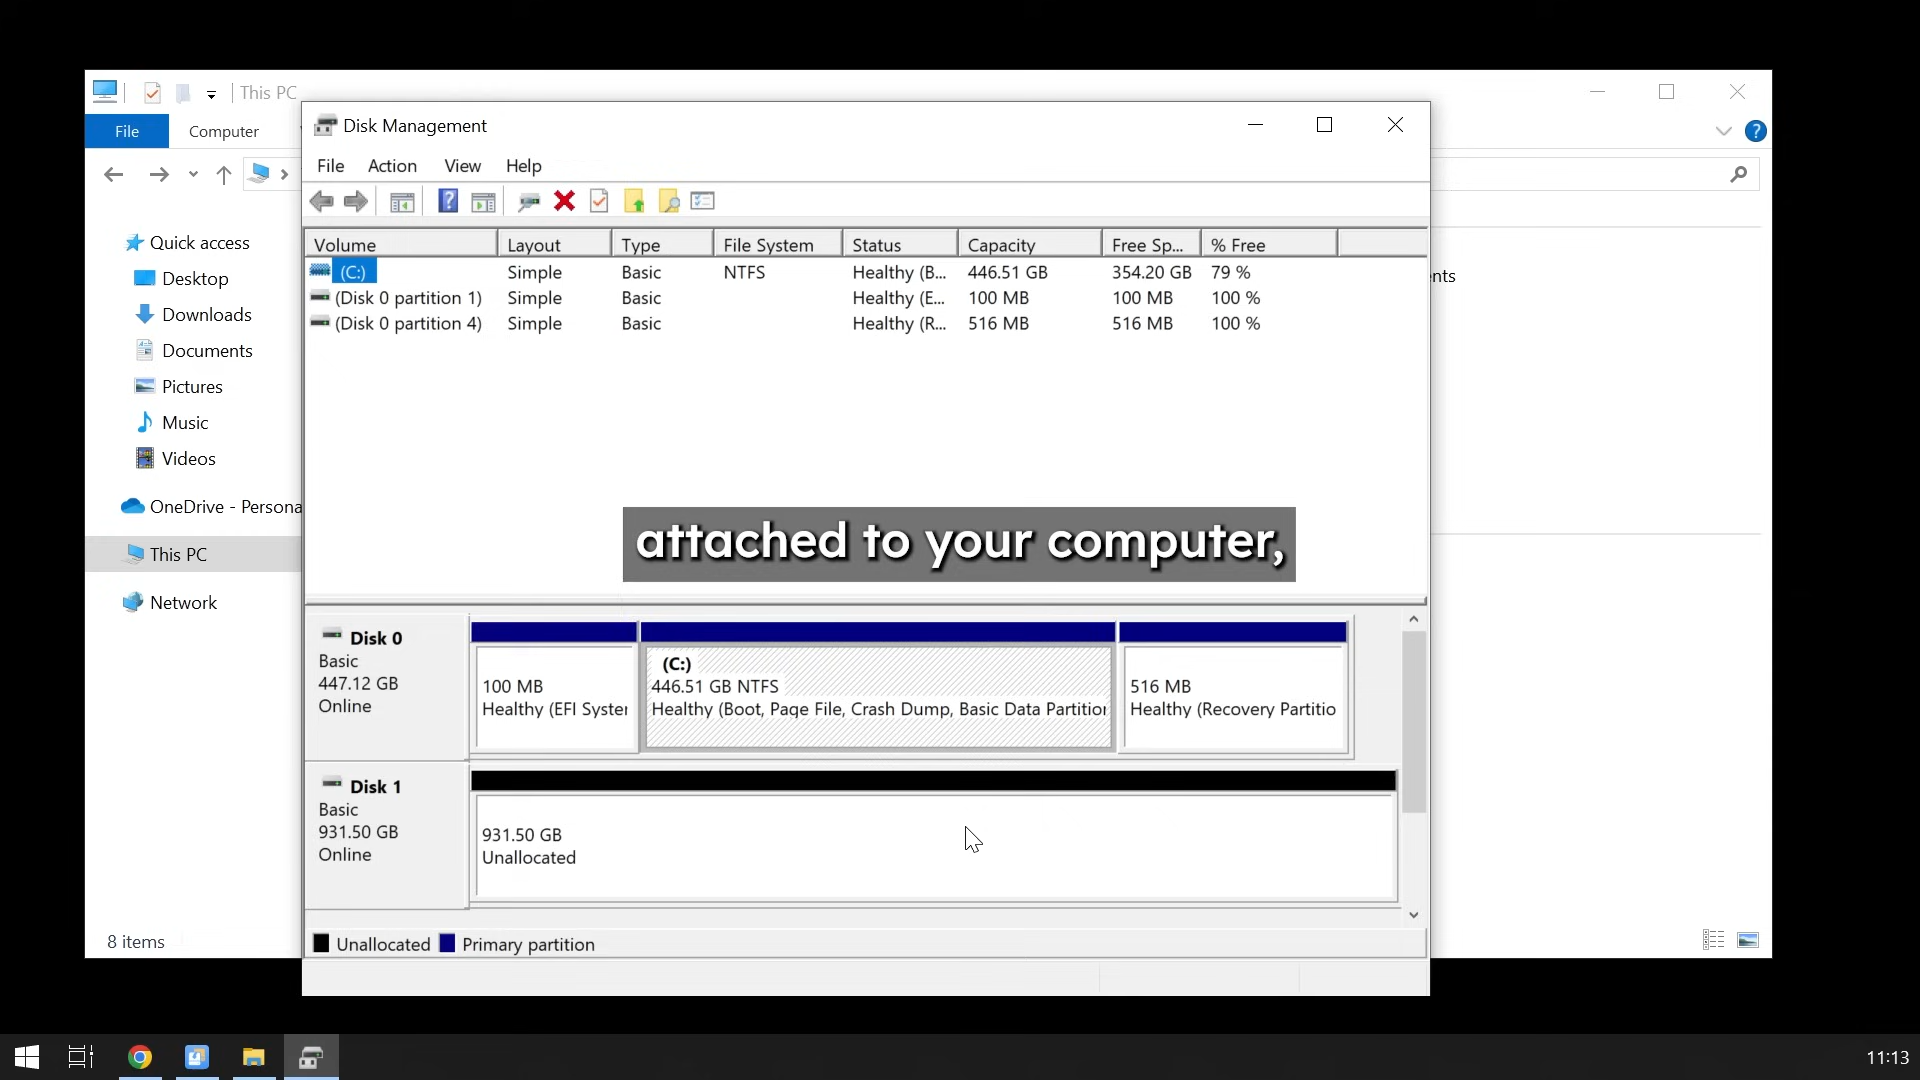 This PC
File
Computer
Disk Management
File Action View Help
Quick access
Desktop
Downloads
Documents
Pictures
Music
Videos
OneDrive - Persona
This PC
Network
8 items
Volume Layout Type File System Status Capacity Free Sp... % Free
(C:) Simple Basic NTFS Healthy (B... 446.51 GB 354.20 GB 79 %
(Disk 0 partition 1) Simple Basic Healthy (E... 100 MB 100 MB 100 %
(Disk 0 partition 4) Simple Basic Healthy (R... 516 MB 516 MB 100 %
nts
attached to your computer,
Disk 0
Basic
447.12 GB
Online
100 MB
Healthy (EFI System
(C:)
446.51 GB NTFS
Healthy (Boot, Page File, Crash Dump, Basic Data Partition
516 MB
Healthy (Recovery Partitio
Disk 1
Basic
931.50 GB
Online
931.50 GB
Unallocated
Unallocated Primary partition
11:13